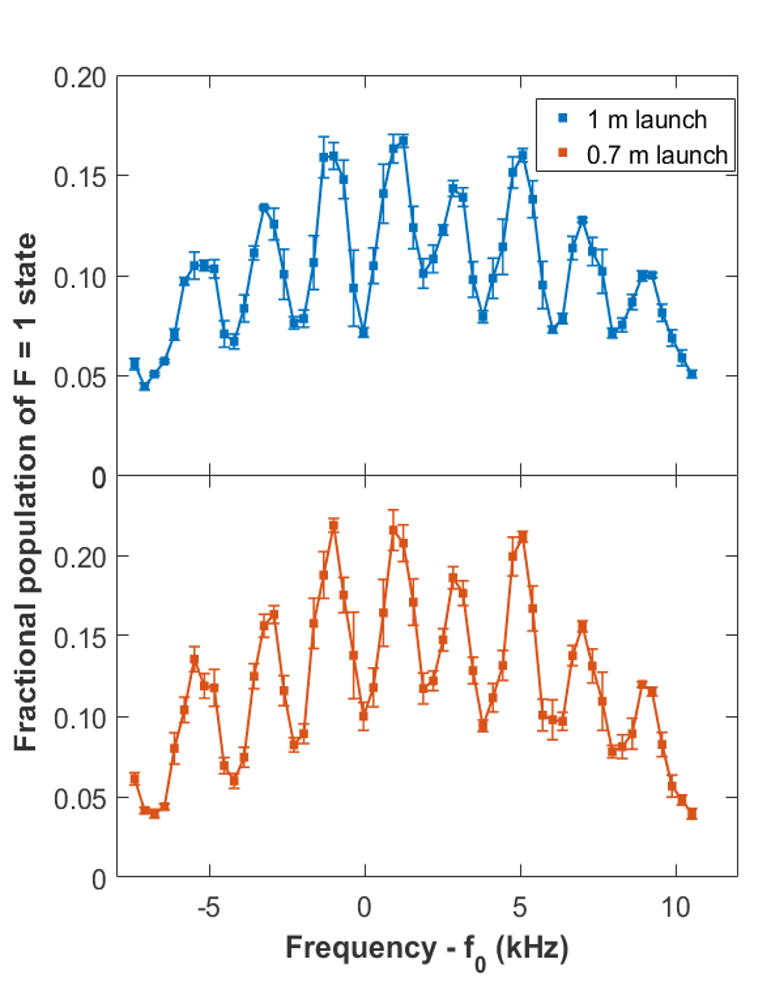 0.20
1 m launch
0.7 m launch
0.15
0.10
0.05
0
Fractional population of F = 1 state
0.20
0.15
0.10
0.05
0
-5 0 5 10
Frequency - f0 (kHz)